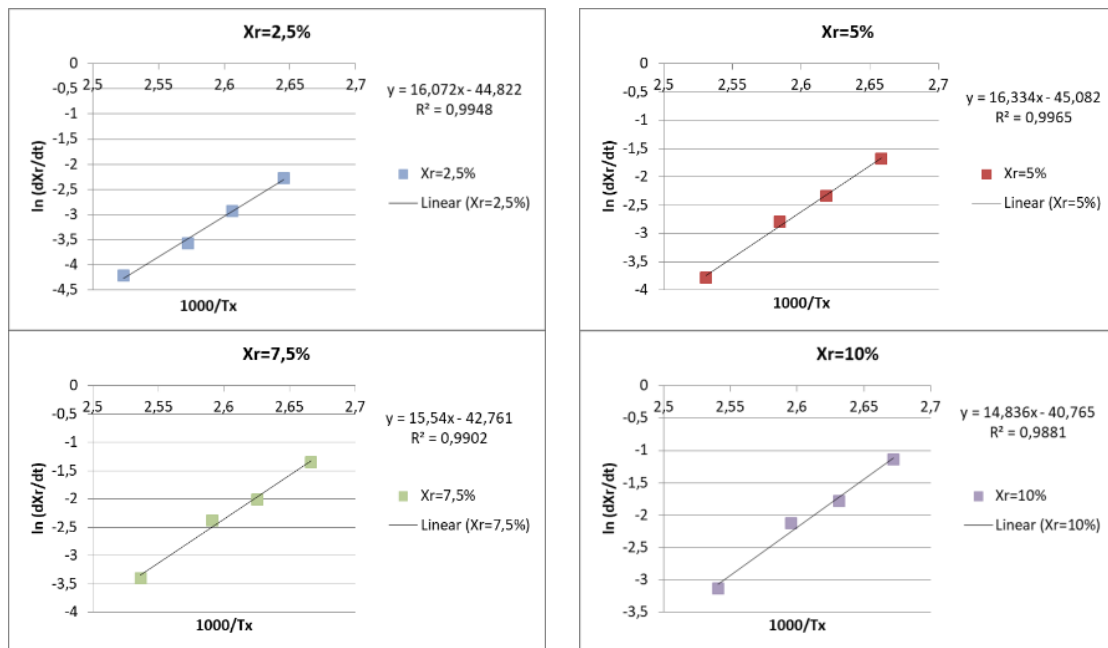 Xr=2,5%
0
2,5 2,55 2,6 2,65 2,7
-0,5
-1
-1,5
-2
-2,5
-3
-3,5
-4
-4,5
ln (dXr/dt)
1000/Tx
y = 16,072x - 44,822
R² = 0,9948
Xr=2,5%
Linear (Xr=2,5%)
Xr=5%
0
2,5 2,55 2,6 2,65 2,7
-0,5
-1
-1,5
-2
-2,5
-3
-3,5
-4
ln (dXr/dt)
1000/Tx
y = 16,334x - 45,082
R² = 0,9965
Xr=5%
Linear (Xr=5%)
Xr=7,5%
0
2,5 2,55 2,6 2,65 2,7
-0,5
-1
-1,5
-2
-2,5
-3
-3,5
-4
ln (dXr/dt)
1000/Tx
y = 15,54x - 42,761
R² = 0,9902
Xr=7,5%
Linear (Xr=7,5%)
Xr=10%
0
2,5 2,55 2,6 2,65 2,7
-0,5
-1
-1,5
-2
-2,5
-3
-3,5
ln (dXr/dt)
1000/Tx
y = 14,836x - 40,765
R² = 0,9881
Xr=10%
Linear (Xr=10%)